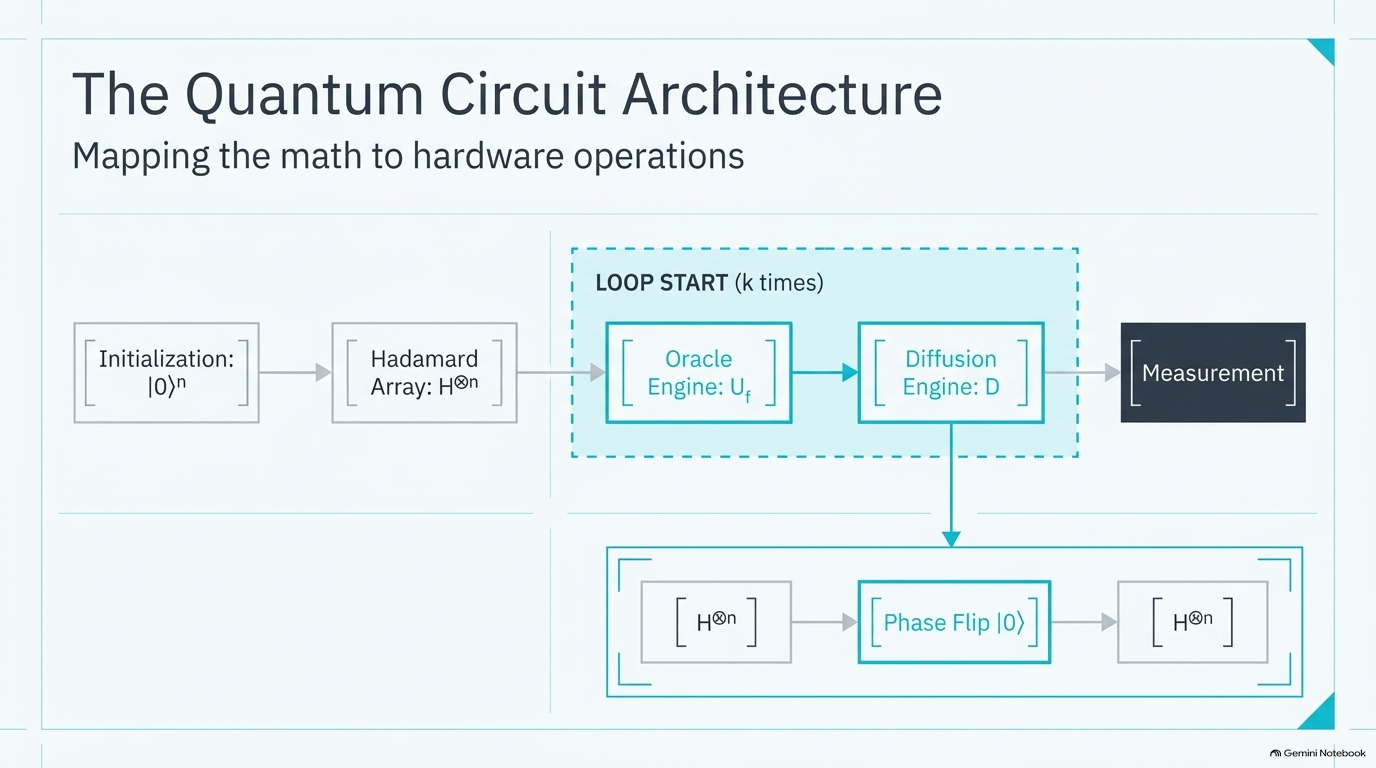 The Quantum Circuit Architecture
Mapping the math to hardware operations
LOOP START (k times)
Initialization:
|0⟩ⁿ
Hadamard
Array: H⊗ⁿ
Oracle
Engine: U_f
Diffusion
Engine: D
Measurement
H⊗ⁿ
Phase Flip |0⟩
H⊗ⁿ
Gemini Notebook